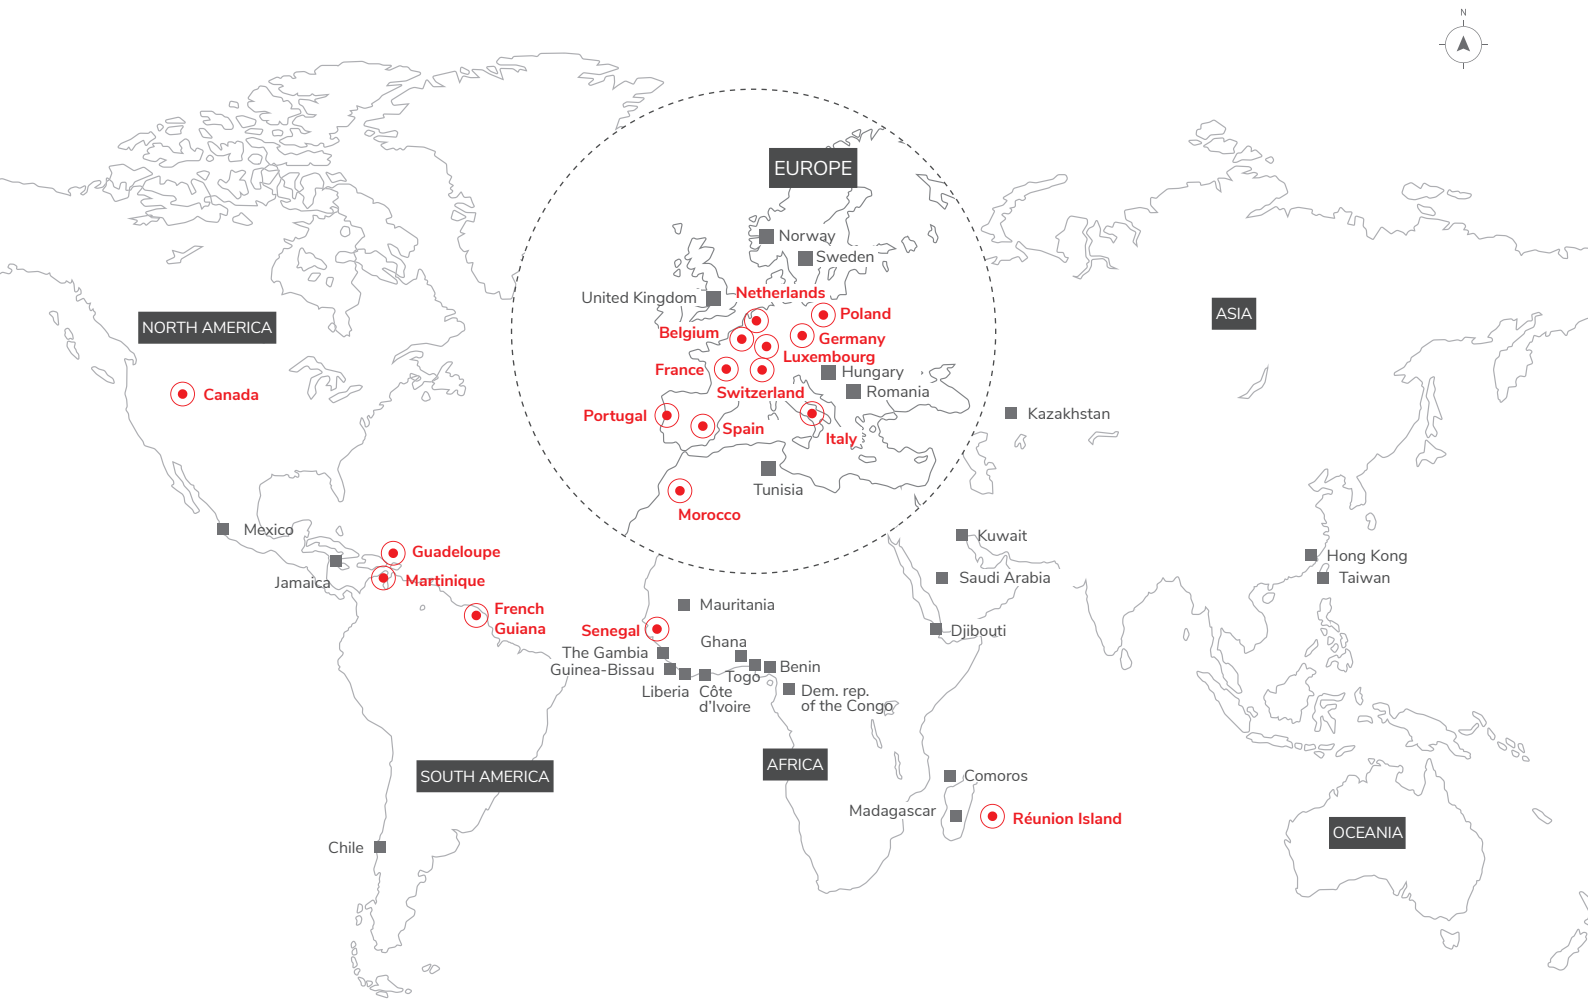 N
EUROPE
Norway
Sweden
United Kingdom
Netherlands
Poland
Belgium
Germany
Luxembourg
France
Hungary
Switzerland
Romania
Portugal
Spain
Italy
Tunisia
Morocco
NORTH AMERICA
Canada
Mexico
Guadeloupe
Jamaica
Martinique
French
Guiana
ASIA
Kazakhstan
Kuwait
Hong Kong
Saudi Arabia
Taiwan
Djibouti
Mauritania
Senegal
Ghana
The Gambia
Guinea-Bissau
Togo
Benin
Liberia
Côte
d'Ivoire
Dem. rep.
of the Congo
SOUTH AMERICA
AFRICA
Comoros
Madagascar
Réunion Island
OCEANIA
Chile